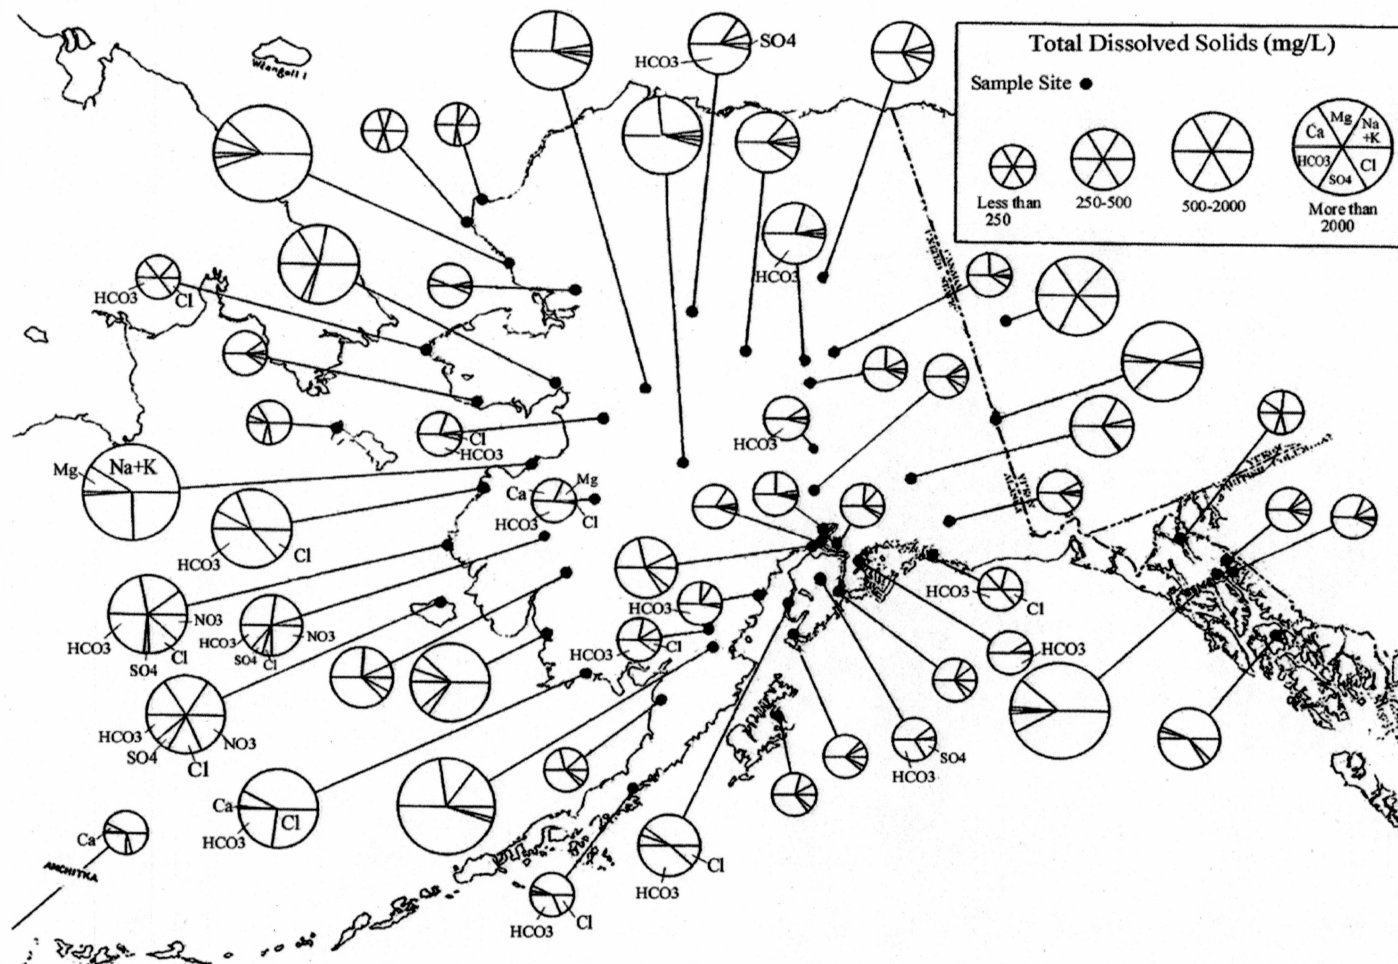 Wrangell I
SO4
HCO3
Total Dissolved Solids (mg/L)
Sample Site
Mg
Na
+K
Ca
HCO3
Cl
SO4
Less than
250
250-500
500-2000
More than
2000
HCO3
HCO3
Cl
Cl
HCO3
HCO3
Mg
Na+K
Ca
Mg
HCO3
Cl
HCO3
Cl
HCO3
NO3
Cl
SO4
HCO3
NO3
SO4
Cl
HCO3
HCO3
Cl
HCO3
Cl
HCO3
HCO3
SO4
NO3
Cl
SO4
HCO3
Ca
Cl
HCO3
Ca
AMCHITKA
Cl
HCO3
HCO3
Cl